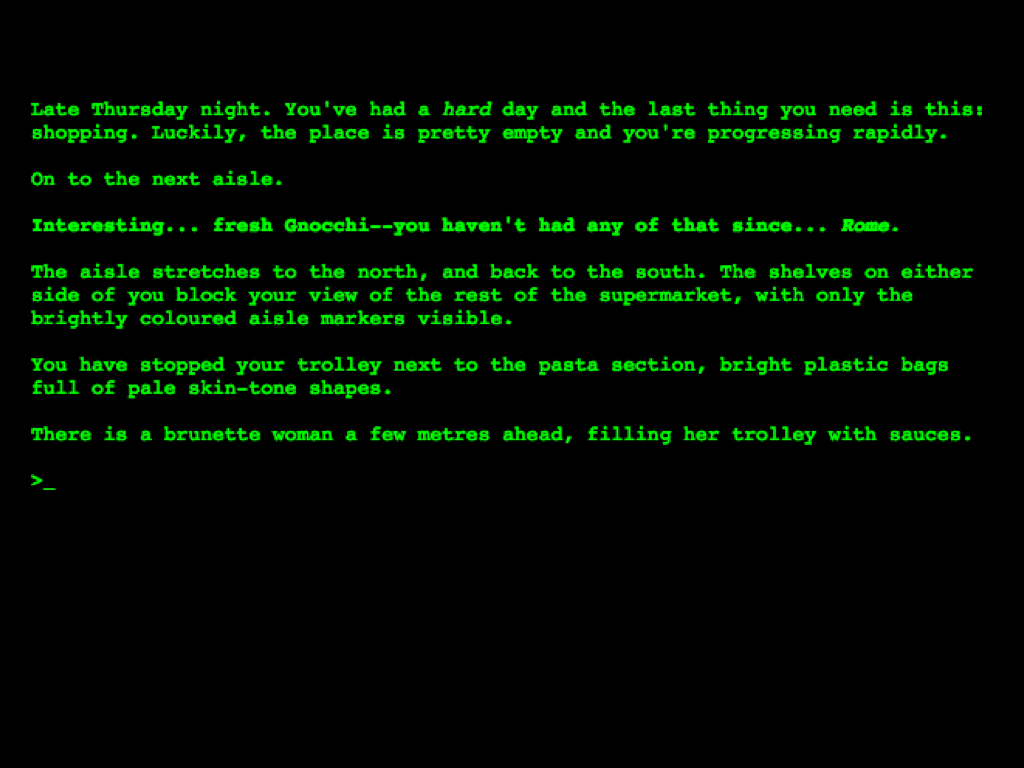 Late Thursday night. You've had a hard day and the last thing you need is this:
shopping. Luckily, the place is pretty empty and you're progressing rapidly.
On to the next aisle.
Interesting... fresh Gnocchi--you haven't had any of that since... Rome.
The aisle stretches to the north, and back to the south. The shelves on either
side of you block your view of the rest of the supermarket, with only the
brightly coloured aisle markers visible.
You have stopped your trolley next to the pasta section, bright plastic bags
full of pale skin-tone shapes.
There is a brunette woman a few metres ahead, filling her trolley with sauces.
>_